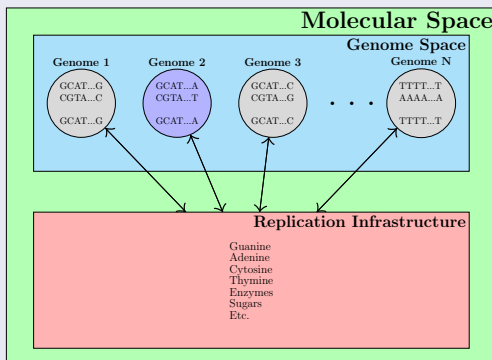 Molecular Space
Genome Space
Genome 1
Genome 2
Genome 3
Genome N
GCAT...G
CGTA...C
GCAT...G
GCAT...A
CGTA...T
GCAT...A
GCAT...C
CGTA...G
GCAT...C
. . .
TTTT...T
AAAA...A
TTTT...T
Replication Infrastructure
Guanine
Adenine
Cytosine
Thymine
Enzymes
Sugars
Etc.